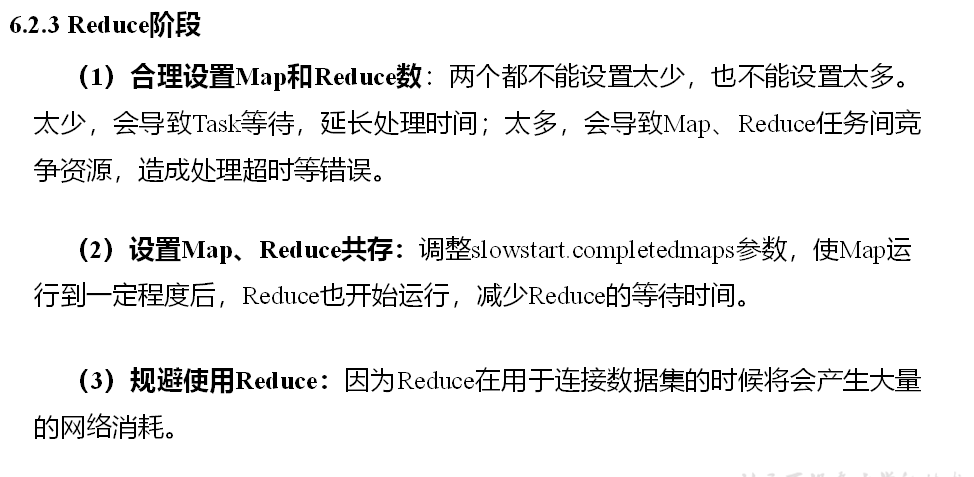 6.2.3 Reduce阶段
（1）合理设置Map和Reduce数：两个都不能设置太少，也不能设置太多。
太少，会导致Task等待，延长处理时间；太多，会导致Map、Reduce任务间竞
争资源，造成处理超时等错误。
（2）设置Map、Reduce共存：调整slowstart.completedmaps参数，使Map运
行到一定程度后，Reduce也开始运行，减少Reduce的等待时间。
（3）规避使用Reduce：因为Reduce在用于连接数据集的时候将会产生大量
的网络消耗。